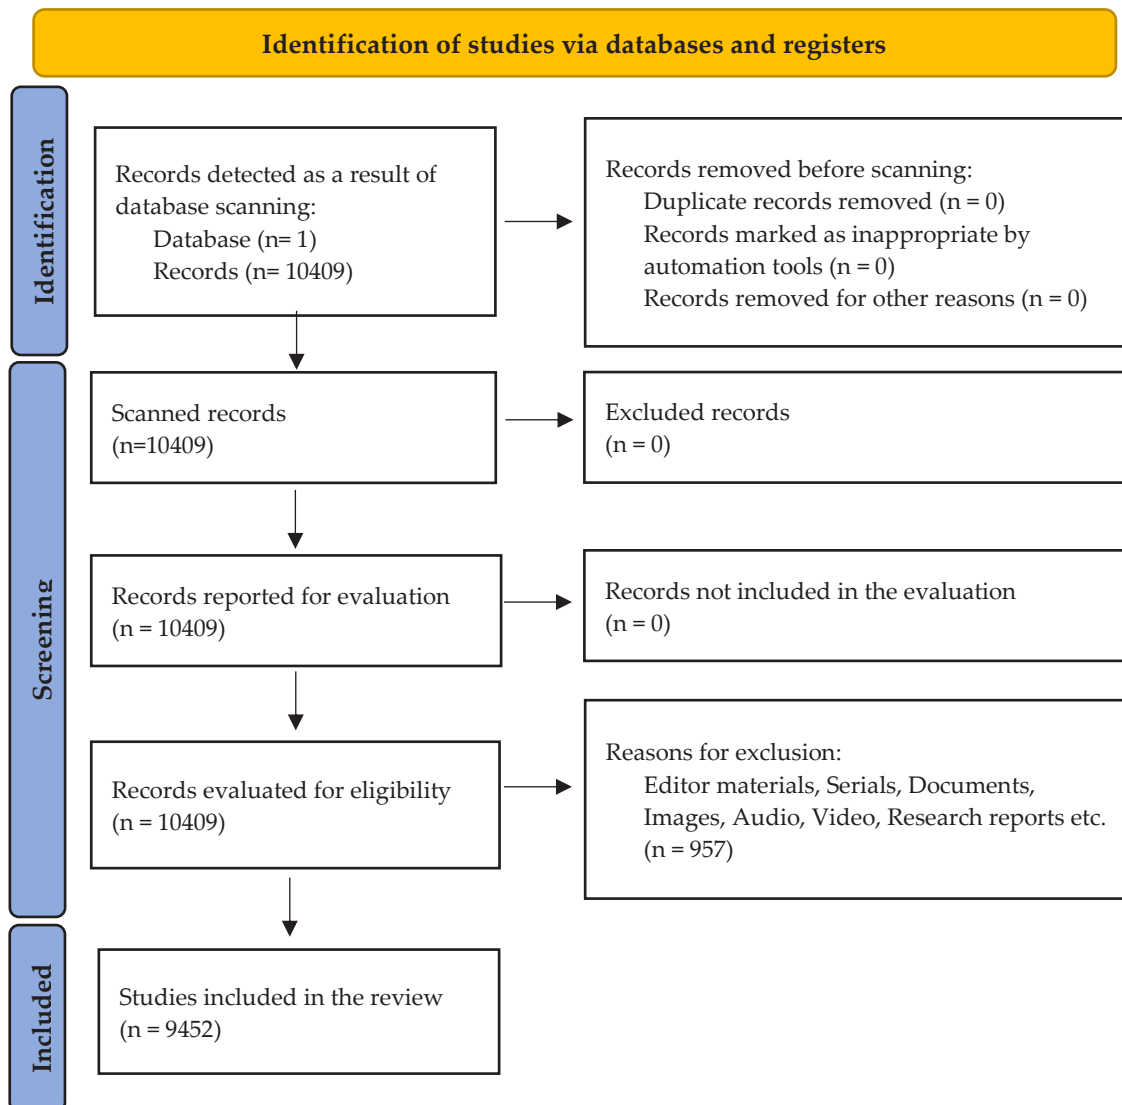 Identification of studies via databases and registers
Identification
Records detected as a result of
database scanning:
Database (n= 1)
Records (n= 10409)
Records removed before scanning:
Duplicate records removed (n = 0)
Records marked as inappropriate by
automation tools (n = 0)
Records removed for other reasons (n = 0)
Screening
Scanned records
(n=10409)
Excluded records
(n = 0)
Records reported for evaluation
(n = 10409)
Records not included in the evaluation
(n = 0)
Records evaluated for eligibility
(n = 10409)
Reasons for exclusion:
Editor materials, Serials, Documents,
Images, Audio, Video, Research reports etc.
(n = 957)
Included
Studies included in the review
(n = 9452)